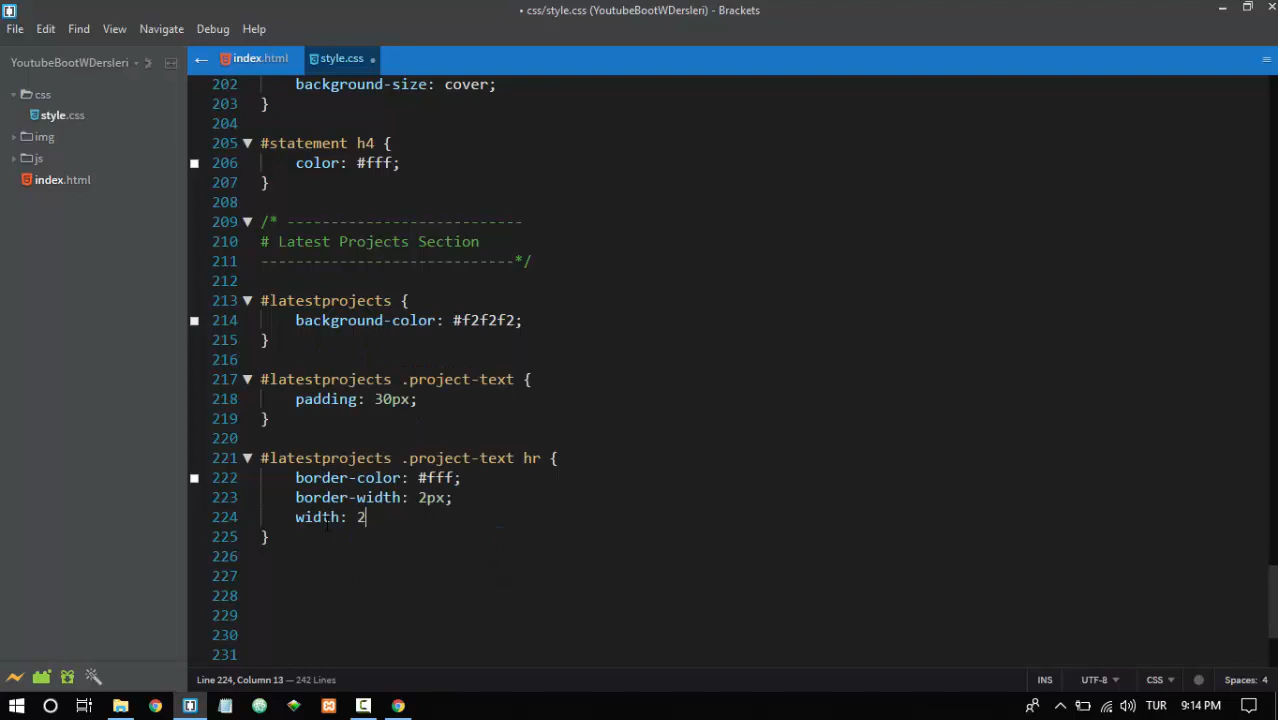 • css/style.css (YoutubeBootWDersleri) - Brackets
File Edit Find View Navigate Debug Help
YoutubeBootWDersleri
index.html style.css
css
style.css
img
js
index.html
202 background-size: cover;
203 }
204
205 #statement h4 {
206 color: #fff;
207 }
208
209 /* ---------------------------
210 # Latest Projects Section
211 -----------------------------*/
212
213 #latestprojects {
214 background-color: #f2f2f2;
215 }
216
217 #latestprojects .project-text {
218 padding: 30px;
219 }
220
221 #latestprojects .project-text hr {
222 border-color: #fff;
223 border-width: 2px;
224 width: 2
225 }
226
227
228
229
230
231
Line 224, Column 13 — 242 Lines INS UTF-8 CSS Spaces: 4
TUR 9:14 PM